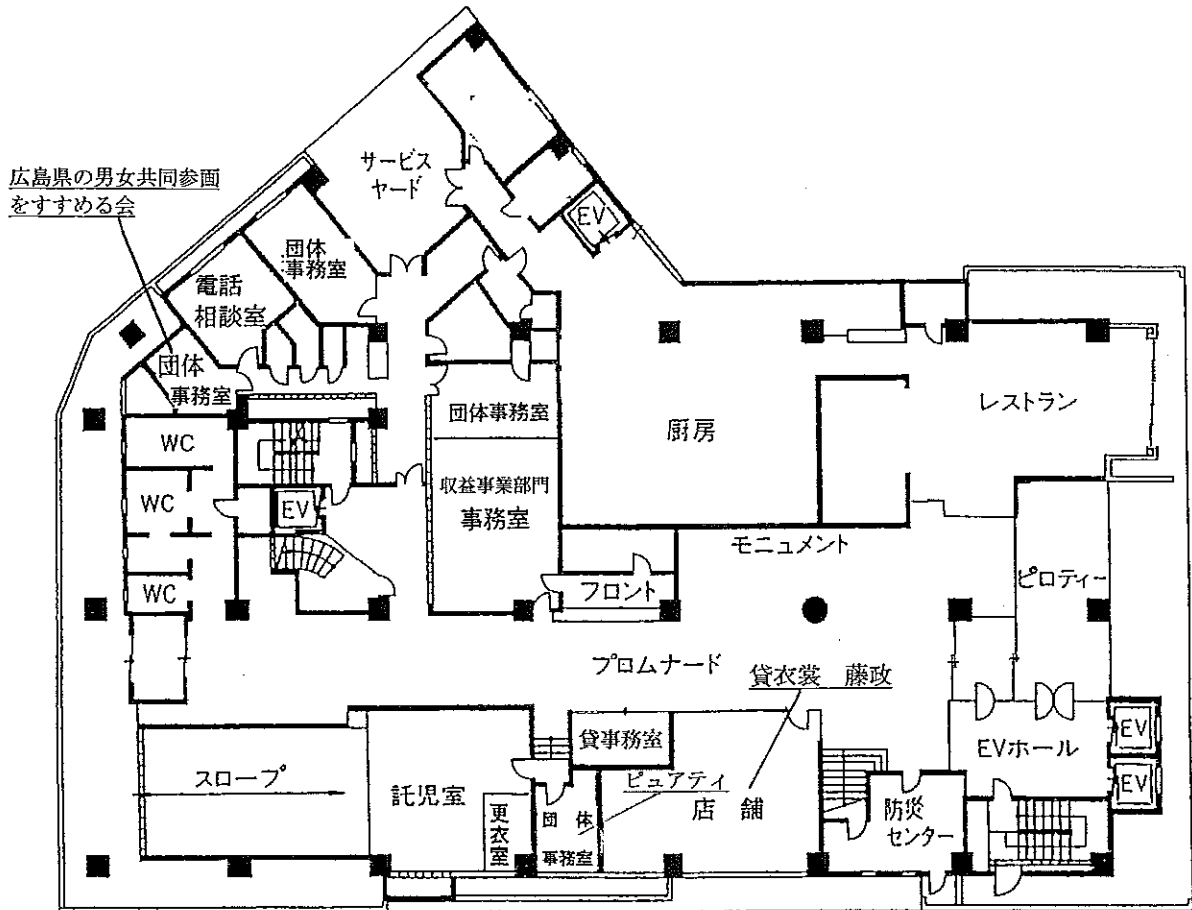 サービス
ヤード
広島県の男女共同参画
をすすめる会
EV
団体
事務室
電話
相談室
団体
事務室
団体事務室
レストラン
厨房
WC
WC
収益事業部門
事務室
EV
モニュメント
ピロティー
WC
フロント
プロムナード
貸衣裳 藤政
貸事務室
EVホール
EV
EV
スロープ
託児室
ピュアティ
店舗
更衣室
団体
事務室
防災
センター